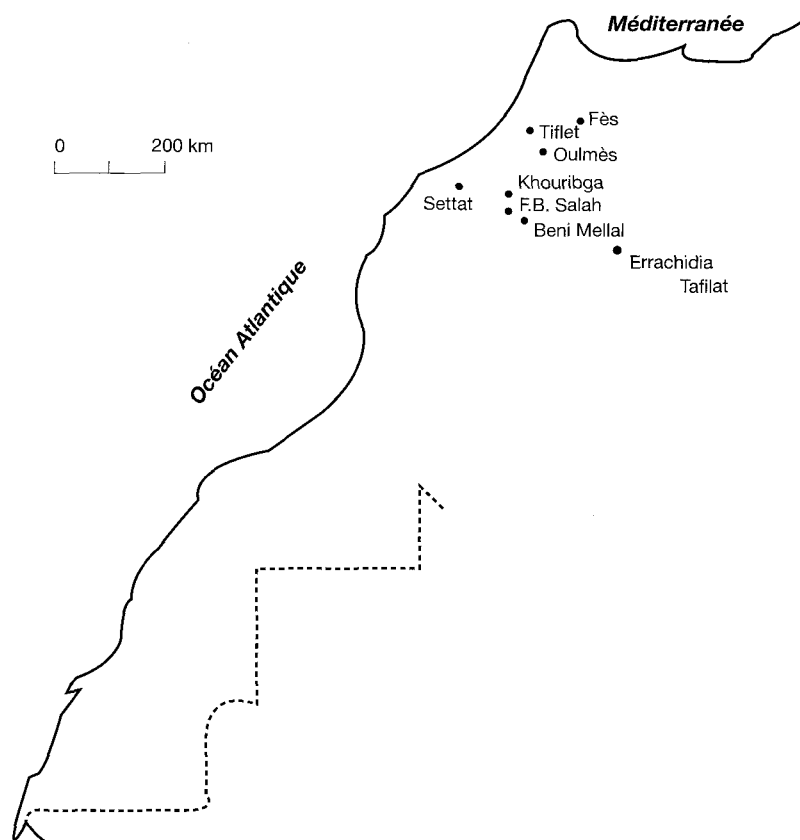 Méditerranée
0 200 km
Fès
Tiflet
Oulmès
Khouribga
Settat
F.B. Salah
Beni Mellal
Errachidia
Tafilat
Océan Atlantique